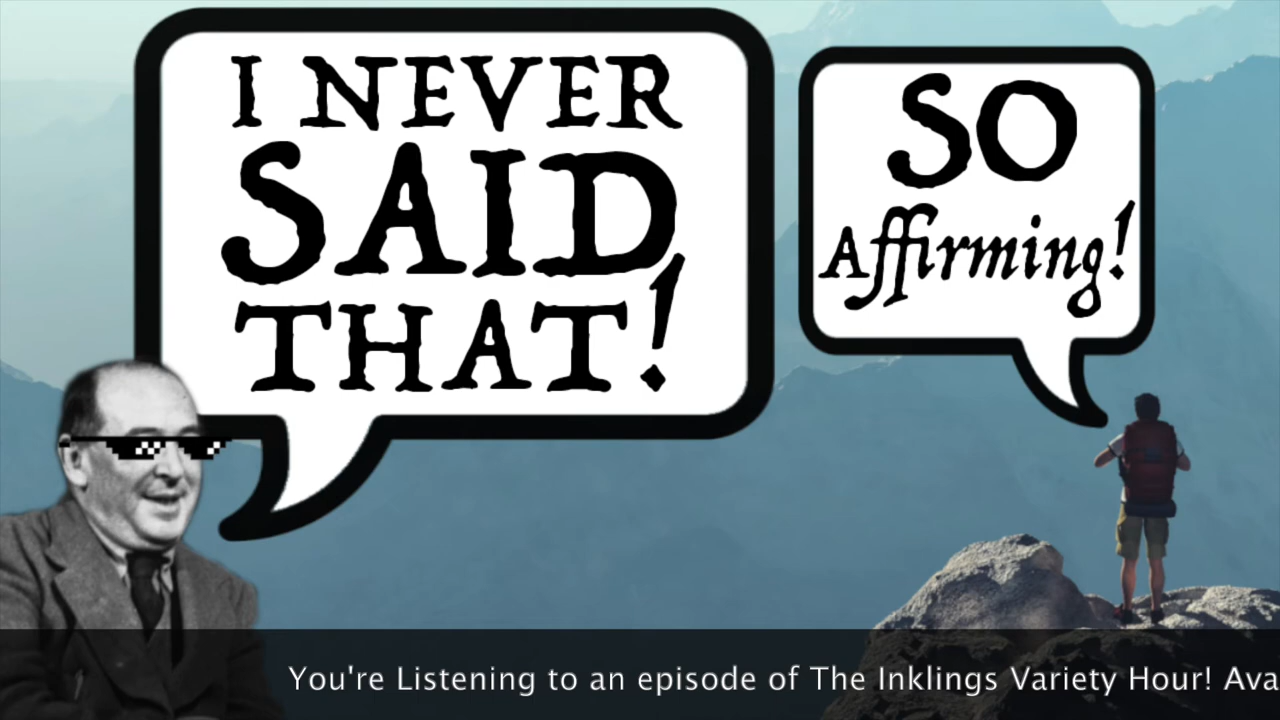 I NEVER
SAID
THAT!
SO
Affirming!
You're Listening to an episode of The Inklings Variety Hour! Ava